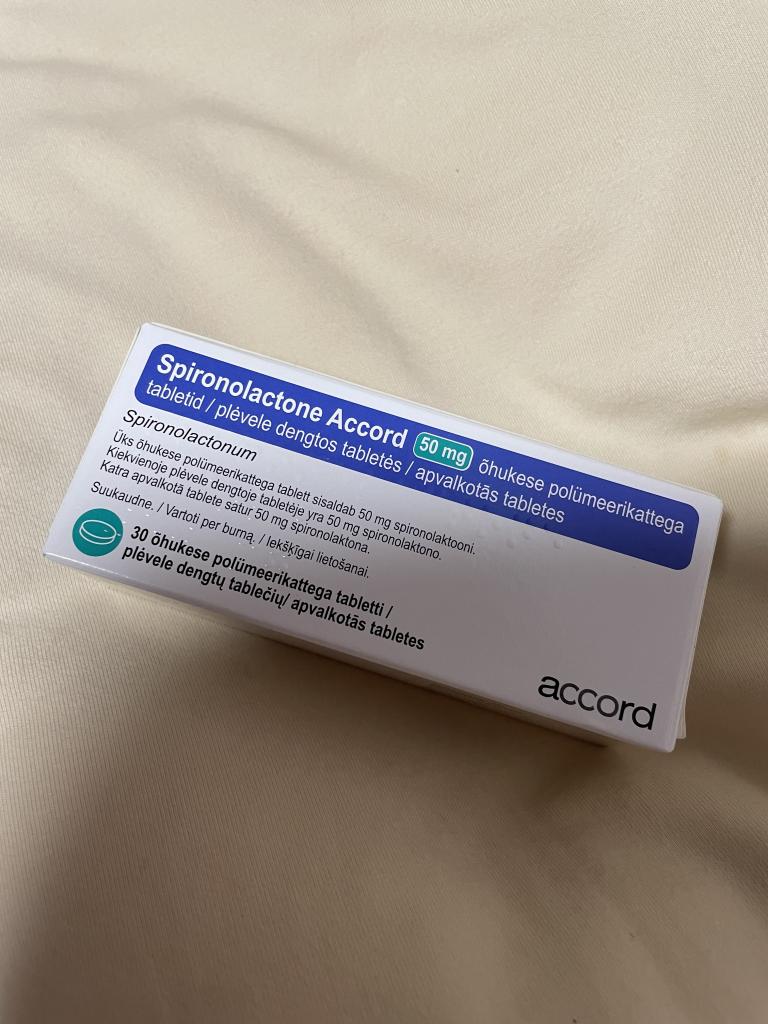 Spironolactone Accord 50 mg õhukese polümeerikattega
tabletid / plėvele dengtos tabletės / apvalkotās tabletes
Spironolactonum
Üks õhukese polümeerikattega tablett sisaldab 50 mg spironolaktooni.
Kiekvienoje plėvele dengtoje tabletėje yra 50 mg spironolaktono.
Katra apvalkotā tablete satur 50 mg spironolaktona.
Suukaudne. / Vartoti per burną. / Iekšķīgai lietošanai.
30 õhukese polümeerikattega tabletti /
plėvele dengtų tablečių/ apvalkotās tabletes
accord